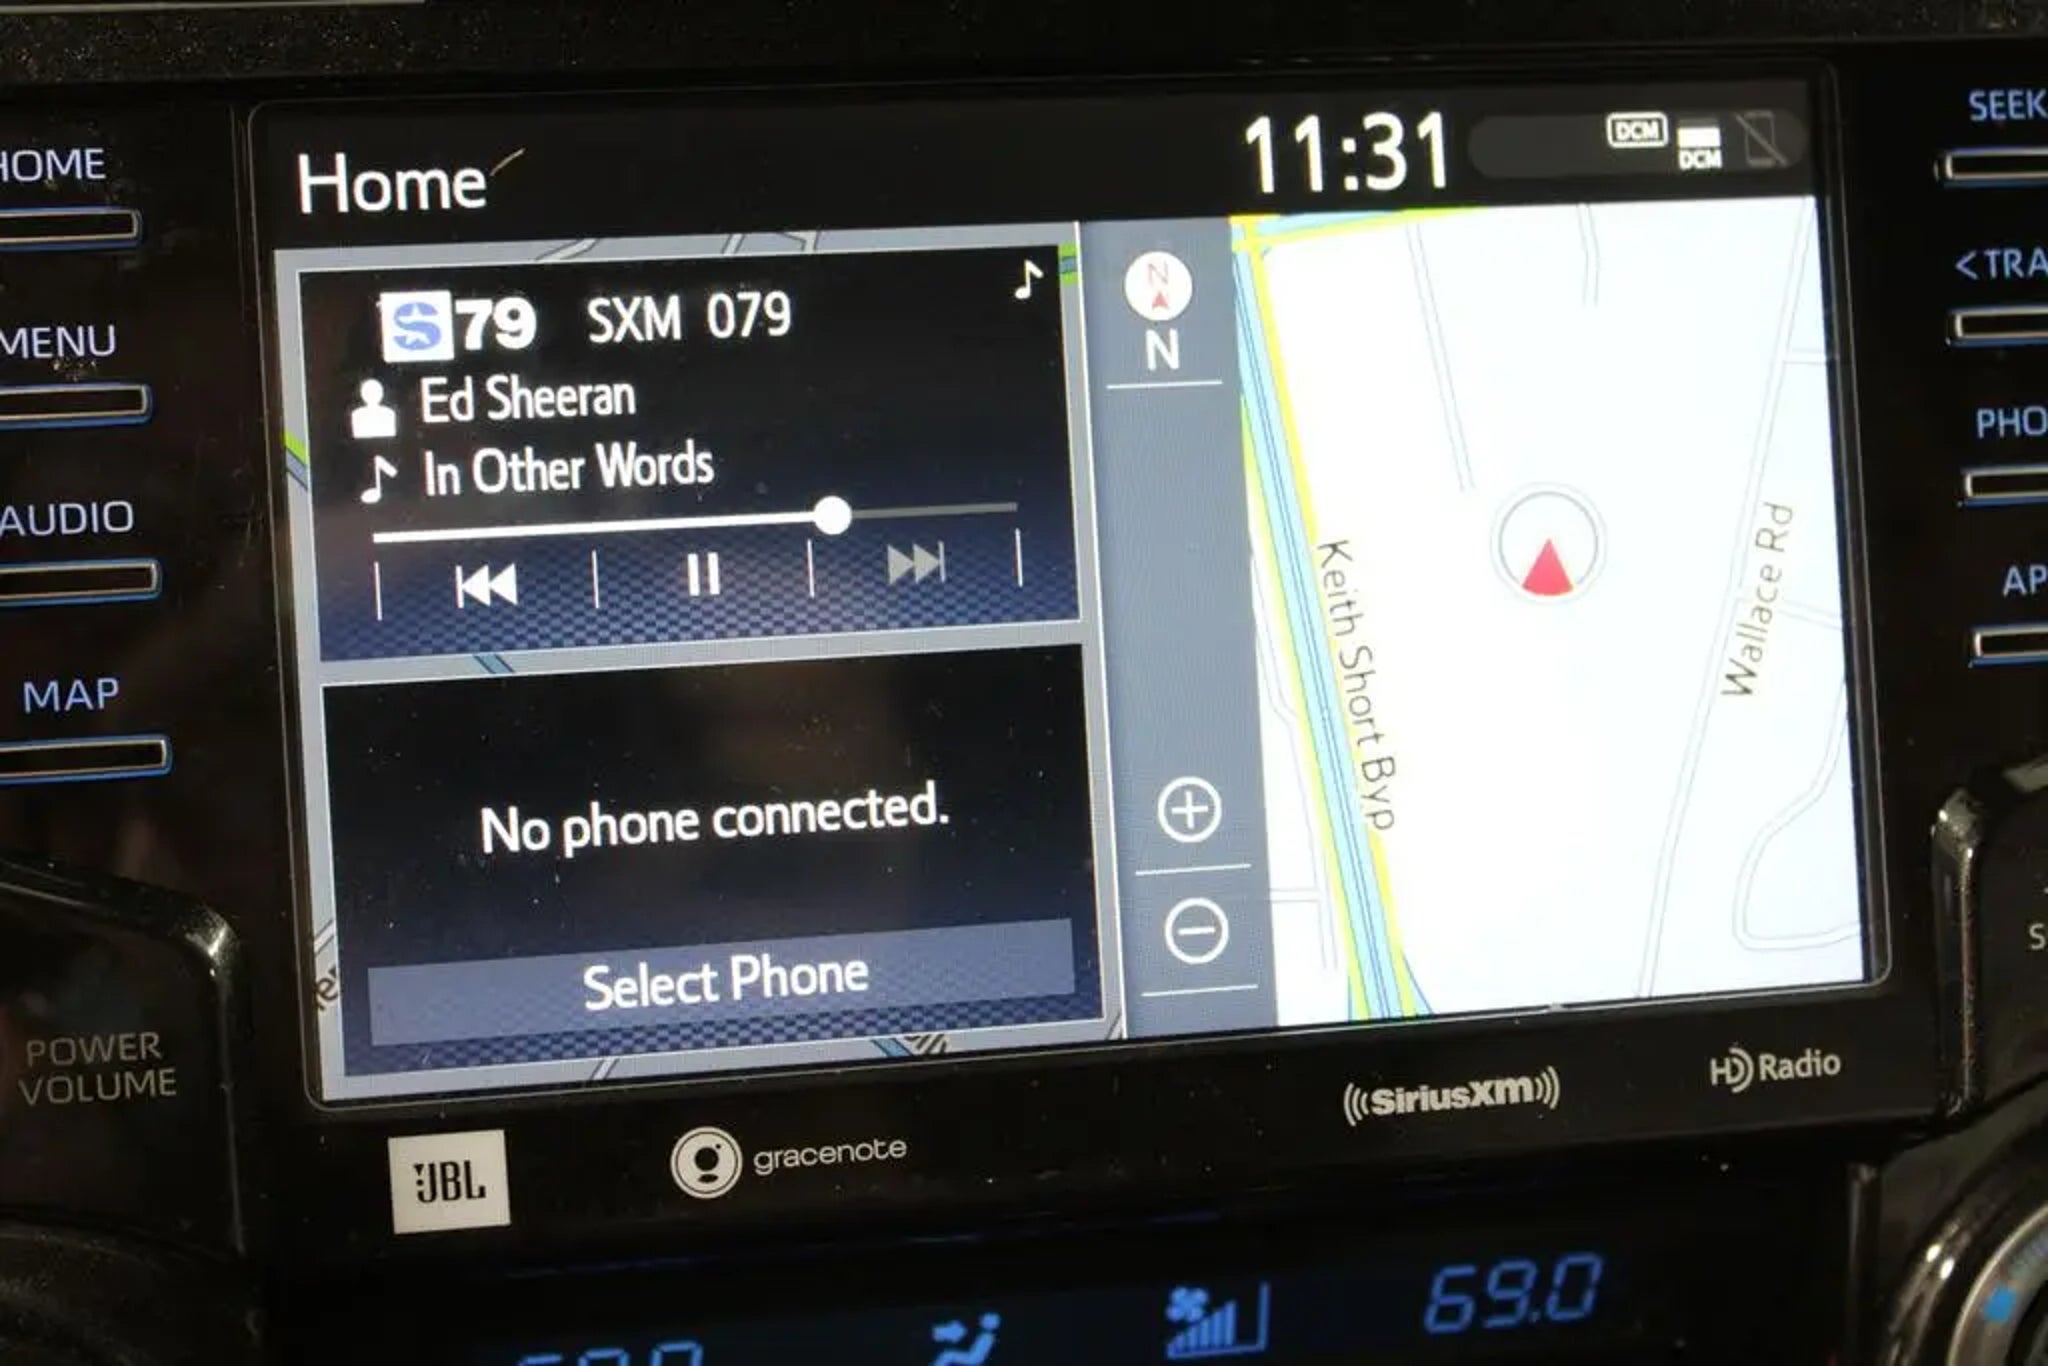 HOME
MENU
AUDIO
MAP
POWER
VOLUME
Home
11:31
DCM
DCM
79 SXM 079
Ed Sheeran
In Other Words
No phone connected.
Select Phone
N
N
Keith Short Byp
Wallace Rd
SEEK
<TRA
PHO
AP
S
JBL
gracenote
SiriusXM
HD Radio
69.0